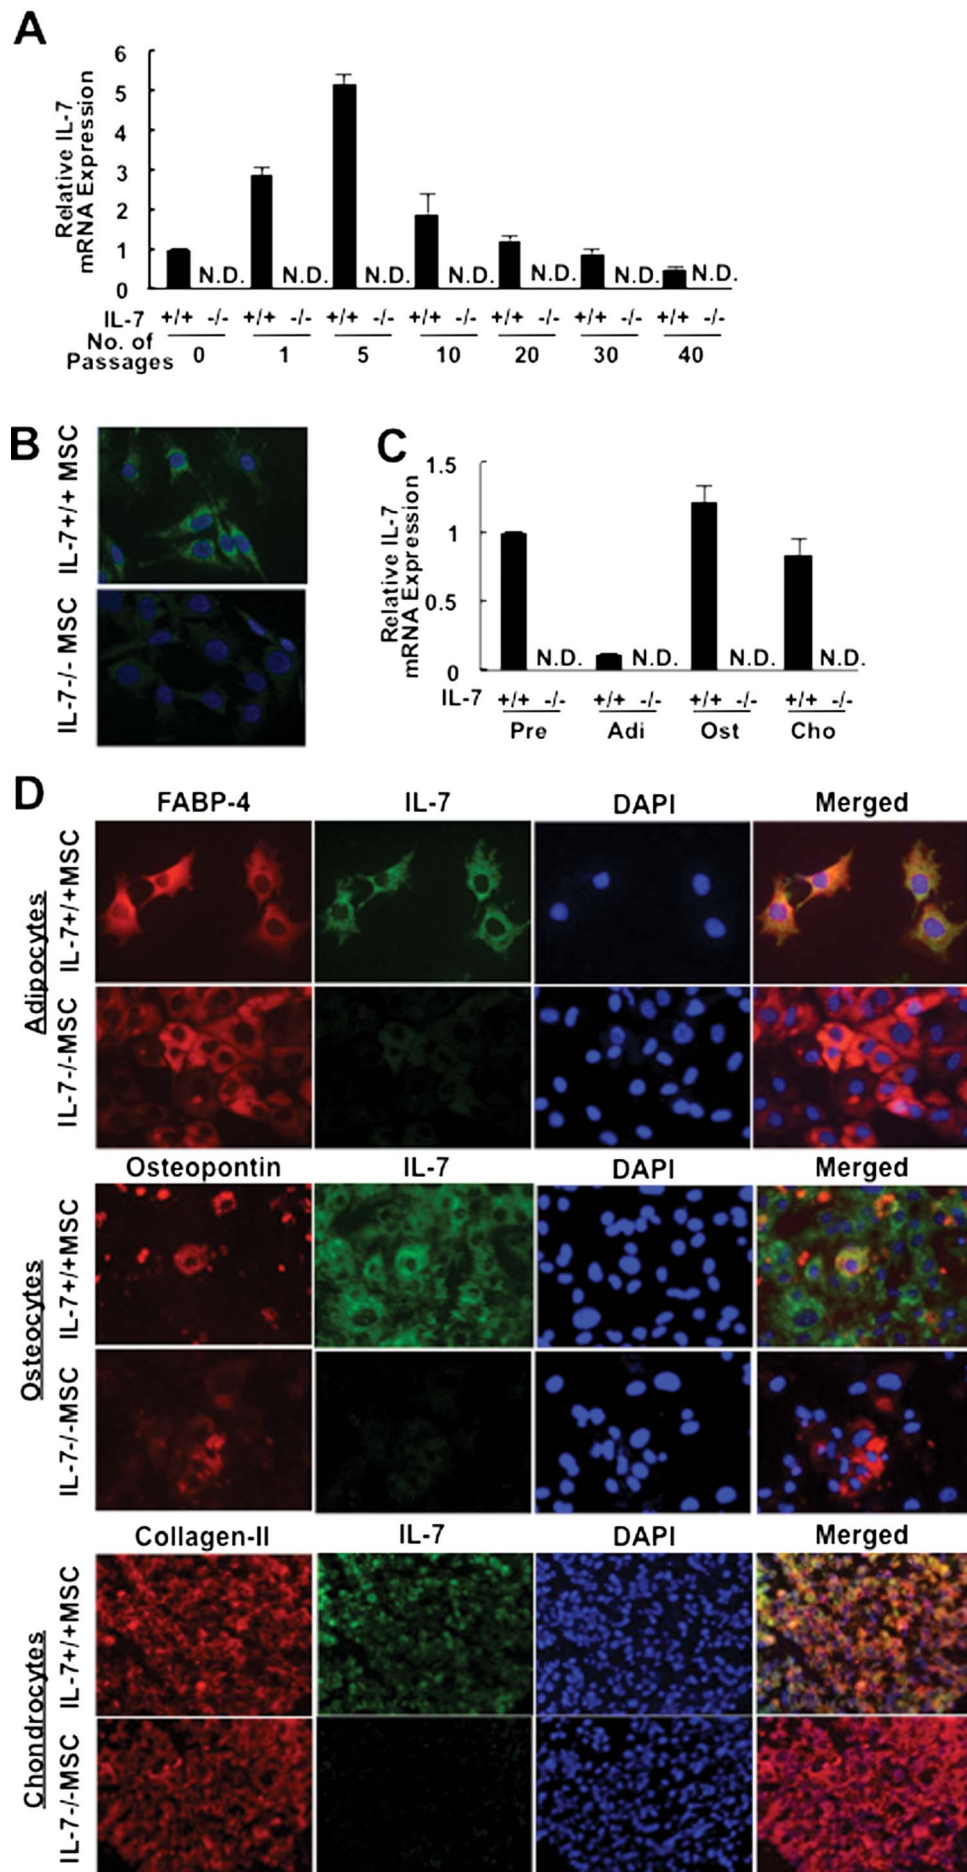 A
Relative IL-7
mRNA Expression
6
5
4
3
2
1
0
N.D. N.D. N.D. N.D. N.D. N.D. N.D.
IL-7 +/+ -/- +/+ -/- +/+ -/- +/+ -/- +/+ -/- +/+ -/- +/+ -/-
No. of
Passages 0 1 5 10 20 30 40
B
IL-7+/+ MSC
IL-7-/- MSC
C
Relative IL-7
mRNA Expression
1.5
1
0.5
0
N.D. N.D. N.D. N.D.
IL-7 +/+ -/- +/+ -/- +/+ -/- +/+ -/-
Pre Adi Ost Cho
D
FABP-4 IL-7 DAPI Merged
Adipocytes
IL-7+/+MSC
IL-7-/-MSC
Osteopontin IL-7 DAPI Merged
Osteocytes
IL-7+/+MSC
IL-7-/-MSC
Collagen-II IL-7 DAPI Merged
Chondrocytes
IL-7+/+MSC
IL-7-/-MSC